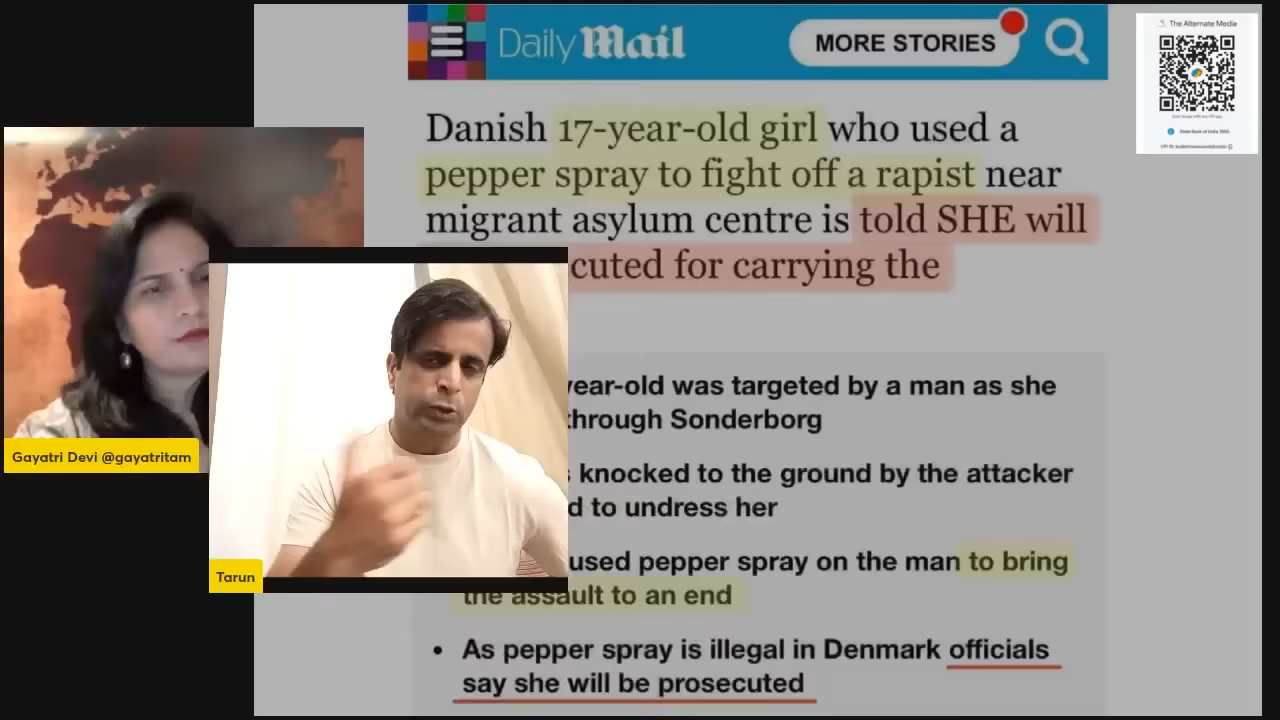 Daily Mail
MORE STORIES
The Alternate Media
Danish 17-year-old girl who used a
pepper spray to fight off a rapist near
migrant asylum centre is told SHE will
cuted for carrying the
year-old was targeted by a man as she
through Sonderborg
knocked to the ground by the attacker
d to undress her
used pepper spray on the man to bring
the assault to an end
• As pepper spray is illegal in Denmark officials
say she will be prosecuted
Gayatri Devi @gayatritam
Tarun